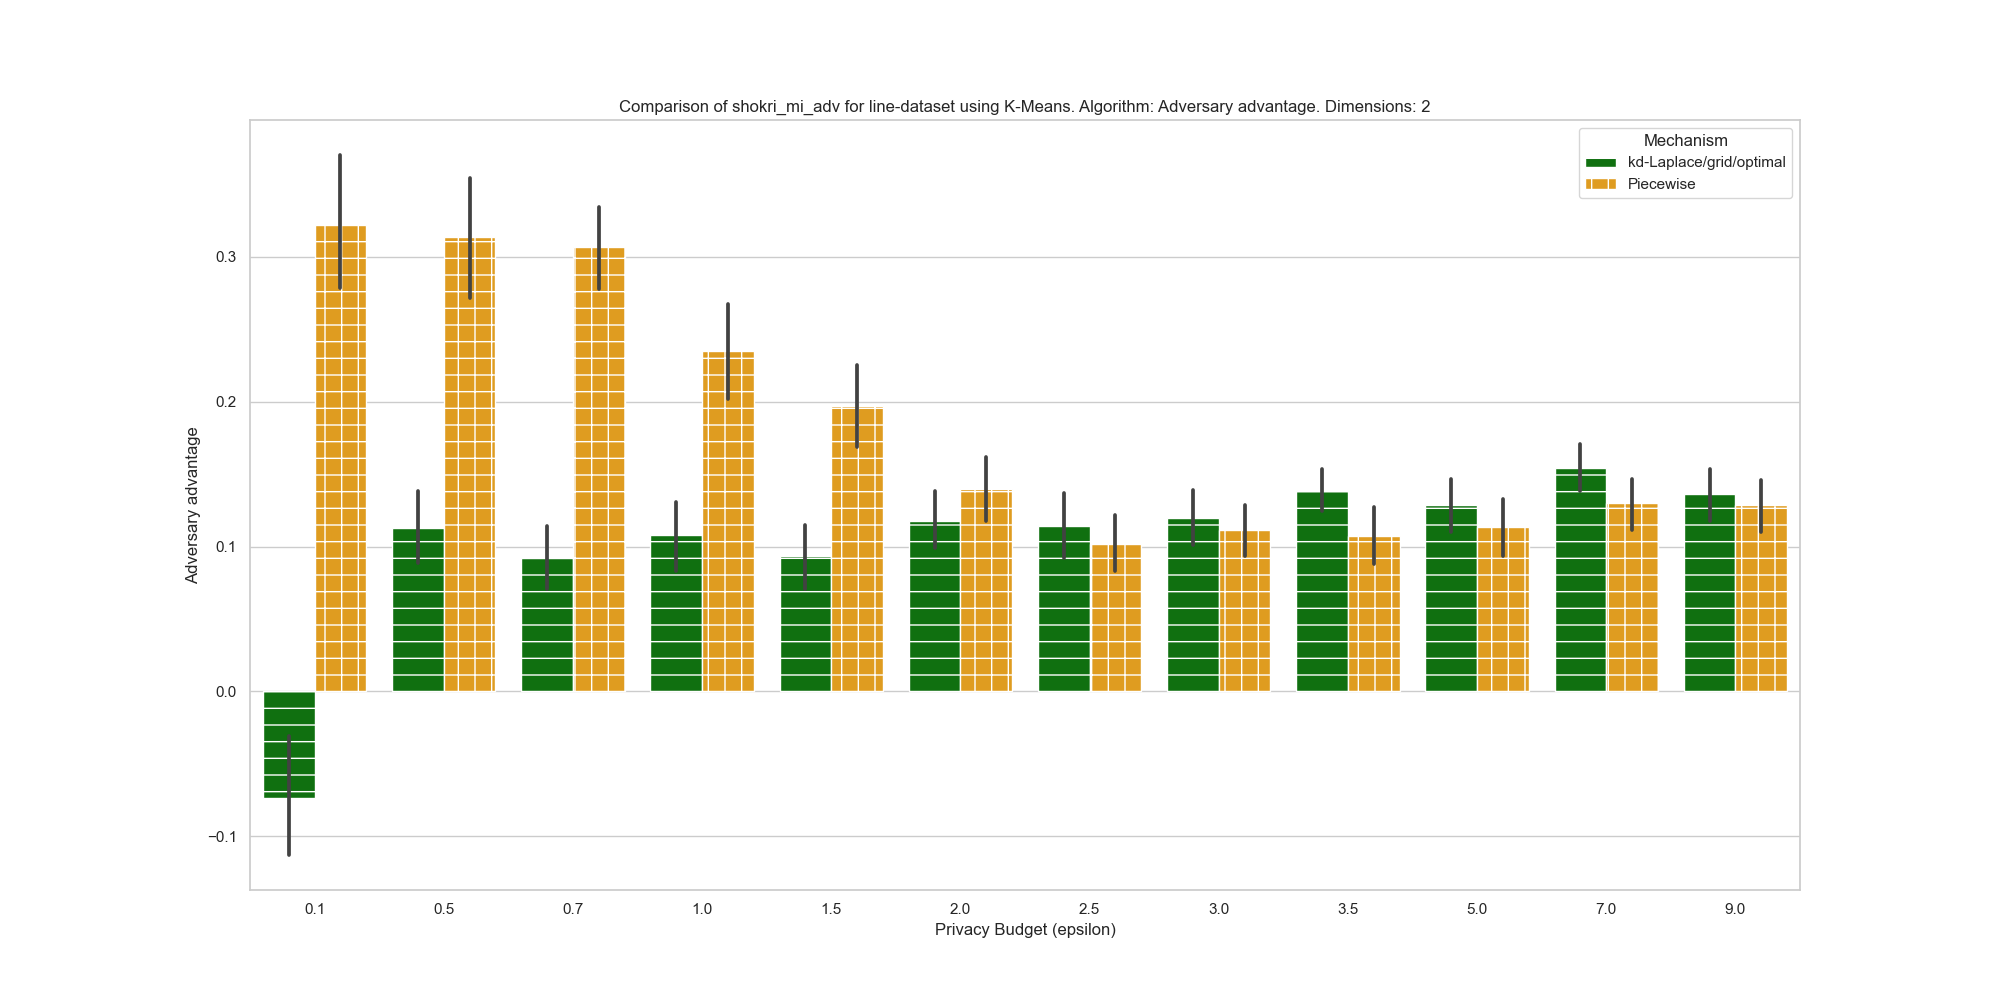 Comparison of shokri_mi_adv for line-dataset using K-Means. Algorithm: Adversary advantage. Dimensions: 2
Mechanism
kd-Laplace/grid/optimal
Piecewise
Adversary advantage
0.3
0.2
0.1
0.0
−0.1
0.1 0.5 0.7 1.0 1.5 2.0 2.5 3.0 3.5 5.0 7.0 9.0
Privacy Budget (epsilon)